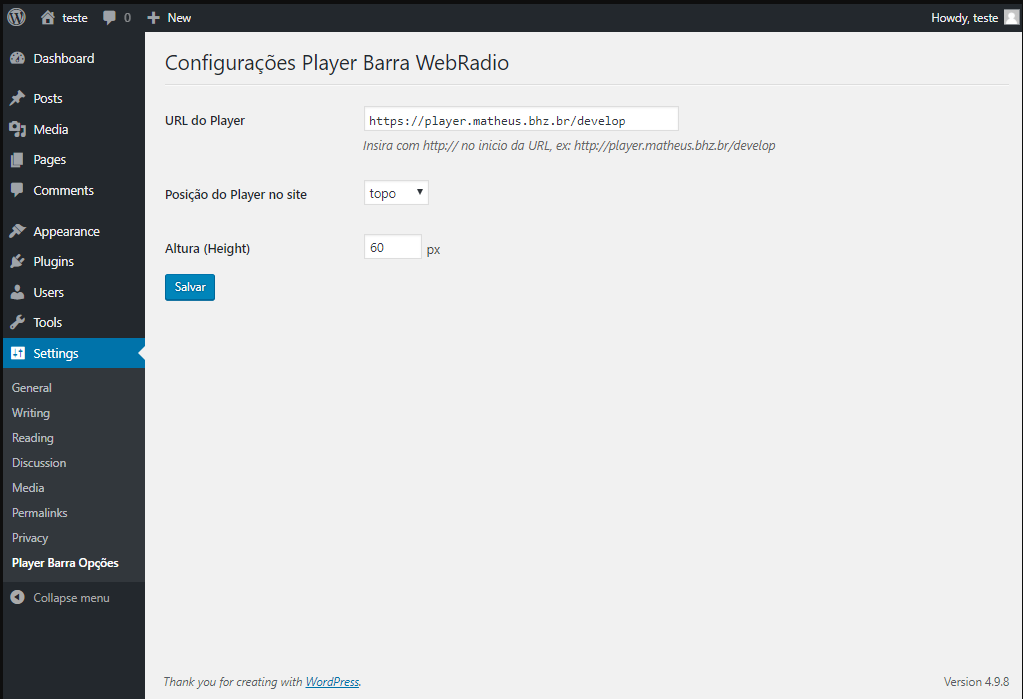 teste 0 New Howdy, teste
Dashboard
Posts
Media
Pages
Comments
Appearance
Plugins
Users
Tools
Settings
General
Writing
Reading
Discussion
Media
Permalinks
Privacy
Player Barra Opções
Collapse menu
Configurações Player Barra WebRadio
URL do Player https://player.matheus.bhz.br/develop
Insira com http:// no inicio da URL, ex: http://player.matheus.bhz.br/develop
Posição do Player no site topo
Altura (Height) 60 px
Salvar
Thank you for creating with WordPress. Version 4.9.8